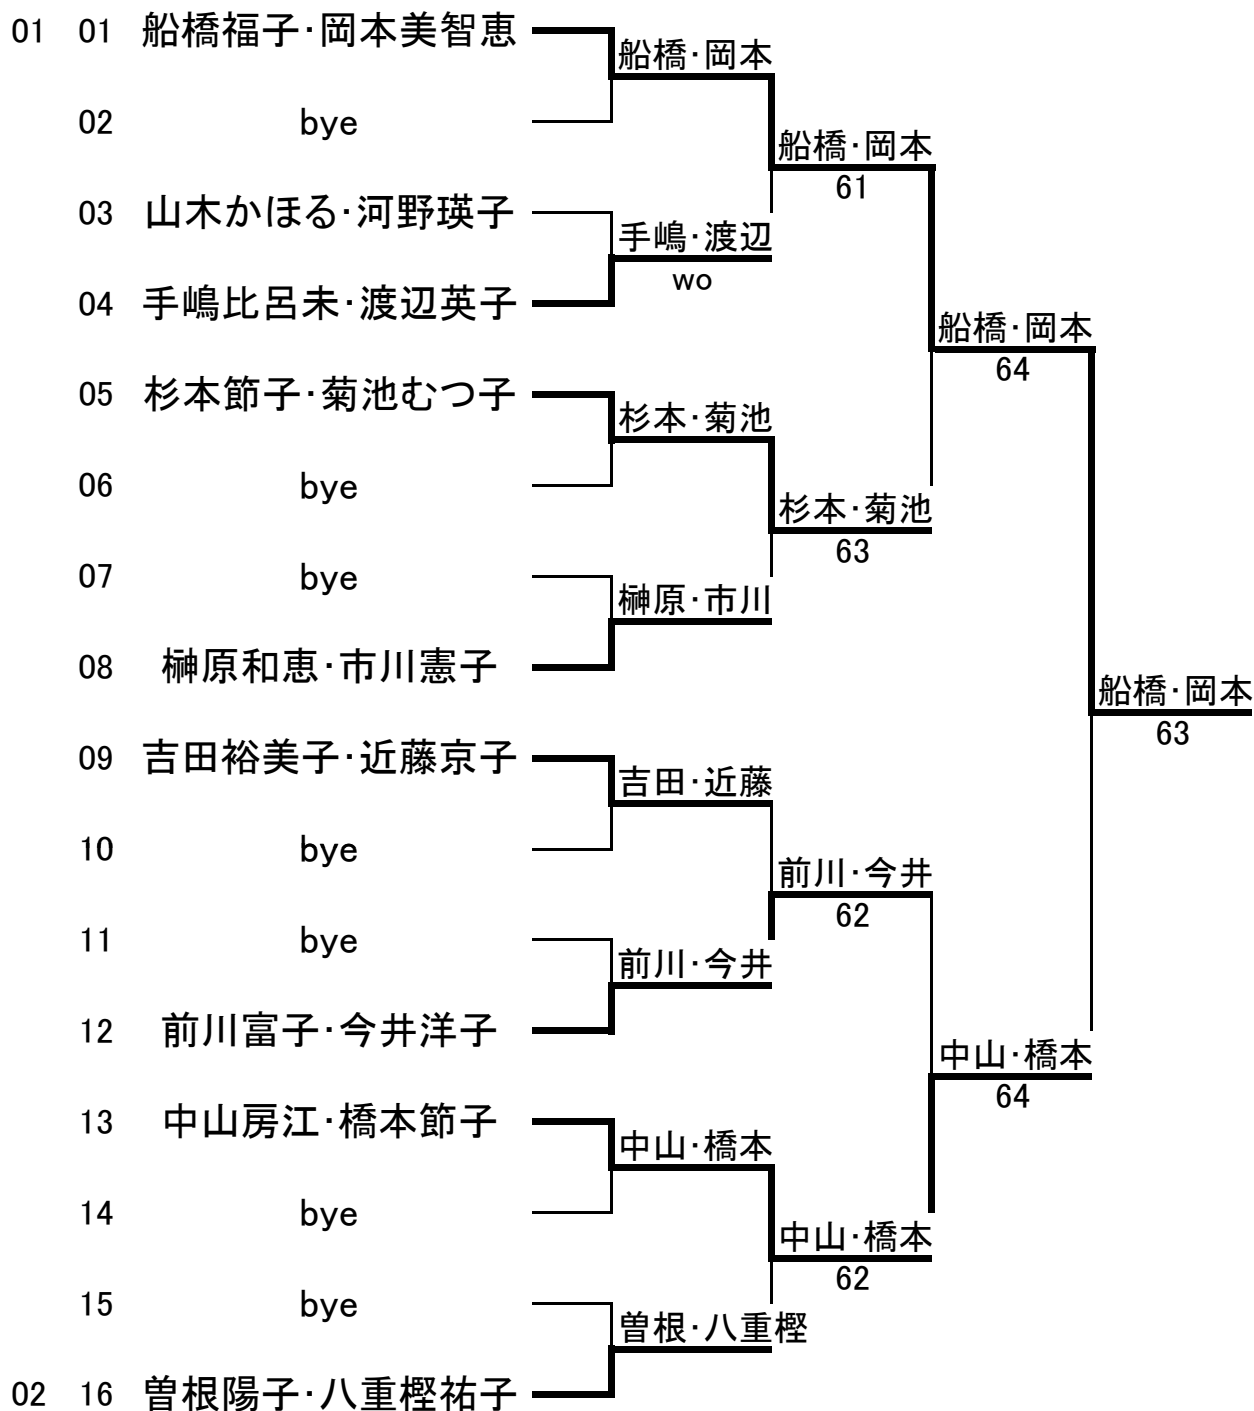 01 01 船橋福子・岡本美智恵
船橋・岡本
02 bye
船橋・岡本
61
03 山木かほる・河野瑛子
手嶋・渡辺
wo
04 手嶋比呂未・渡辺英子
船橋・岡本
64
05 杉本節子・菊池むつ子
杉本・菊池
06 bye
杉本・菊池
63
07 bye
榊原・市川
08 榊原和恵・市川憲子
船橋・岡本
63
09 吉田裕美子・近藤京子
吉田・近藤
10 bye
前川・今井
62
11 bye
前川・今井
12 前川富子・今井洋子
中山・橋本
64
13 中山房江・橋本節子
中山・橋本
14 bye
中山・橋本
62
15 bye
曽根・八重樫
02 16 曽根陽子・八重樫祐子